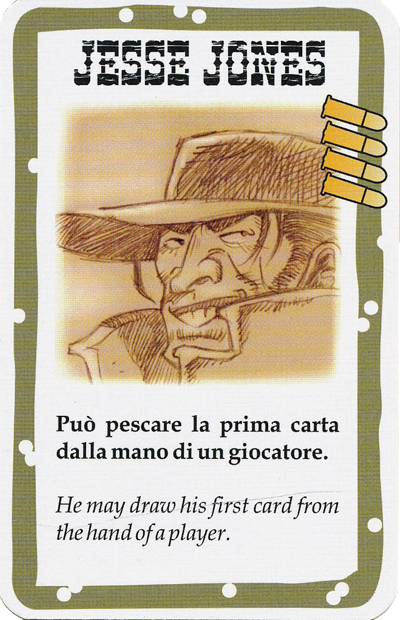 JESSE JONES
Può pescare la prima carta
dalla mano di un giocatore.
He may draw his first card from
the hand of a player.